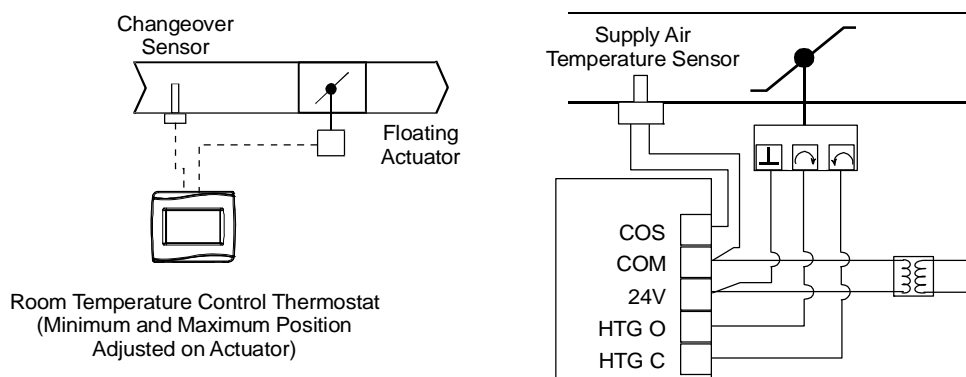 Changeover
Sensor
Floating
Actuator
Room Temperature Control Thermostat
(Minimum and Maximum Position
Adjusted on Actuator)
Supply Air
Temperature Sensor
COS
COM
24V
HTG O
HTG C